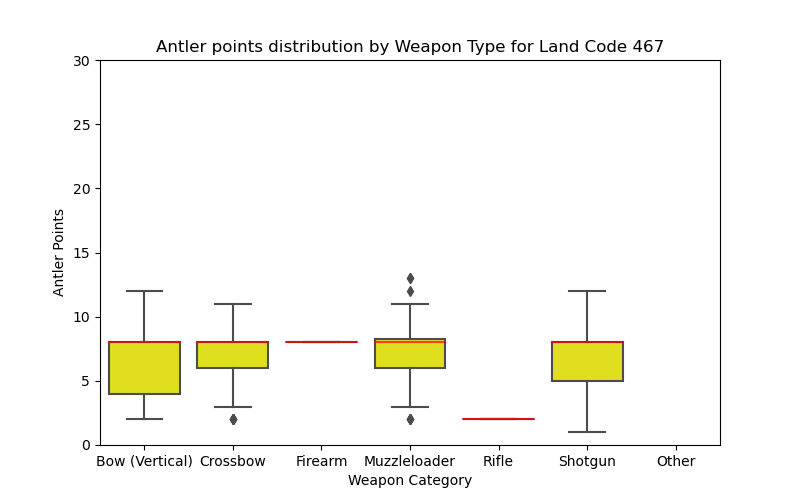 Antler points distribution by Weapon Type for Land Code 467
30
25
20
15
10
5
0
Antler Points
Bow (Vertical) Crossbow Firearm Muzzleloader Rifle Shotgun Other
Weapon Category